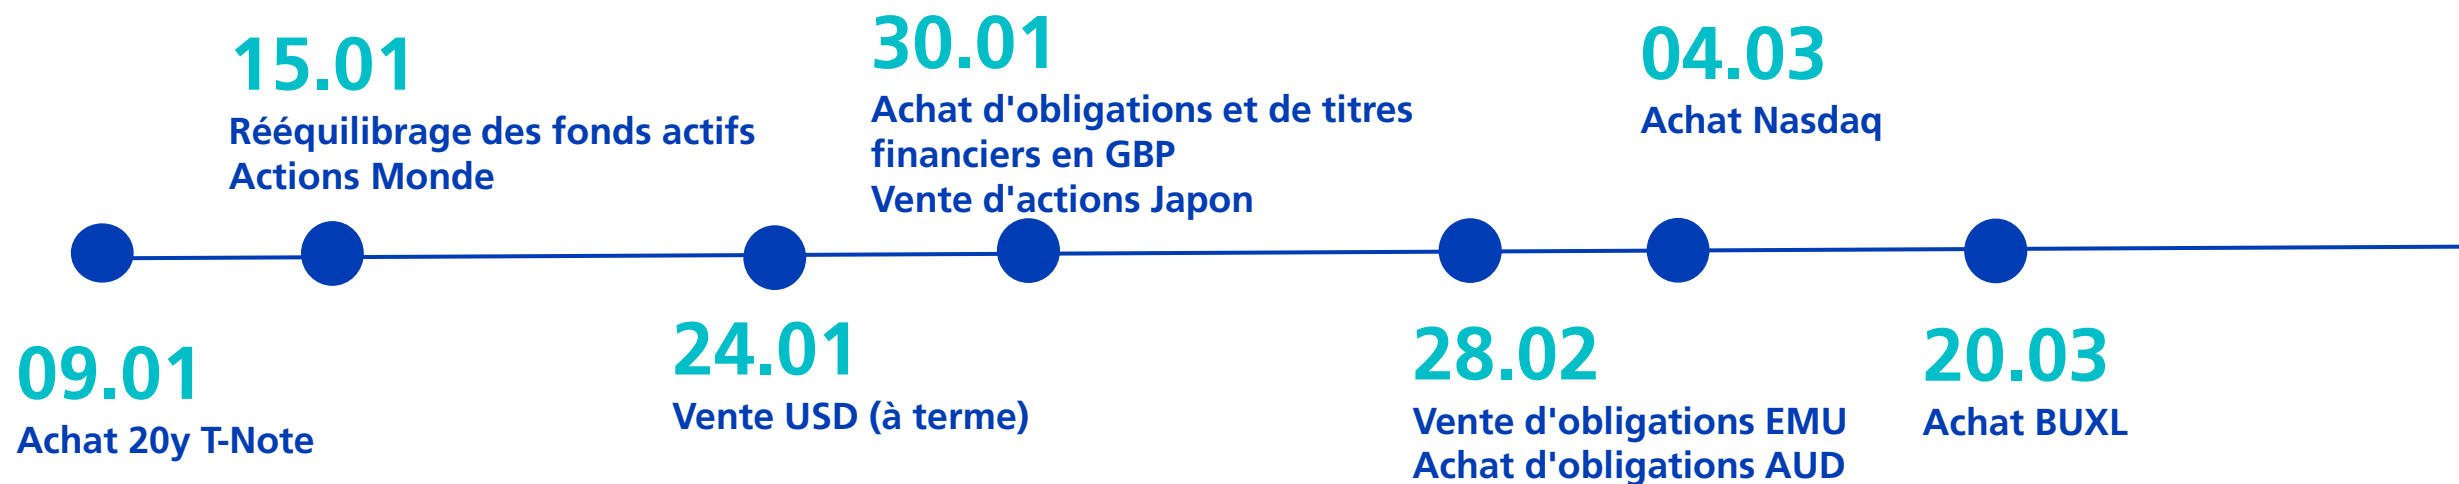 09.01
Achat 20y T-Note
15.01
Rééquilibrage des fonds actifs
Actions Monde
24.01
Vente USD (à terme)
30.01
Achat d'obligations et de titres
financiers en GBP
Vente d'actions Japon
28.02
Vente d'obligations EMU
Achat d'obligations AUD
04.03
Achat Nasdaq
20.03
Achat BUXL